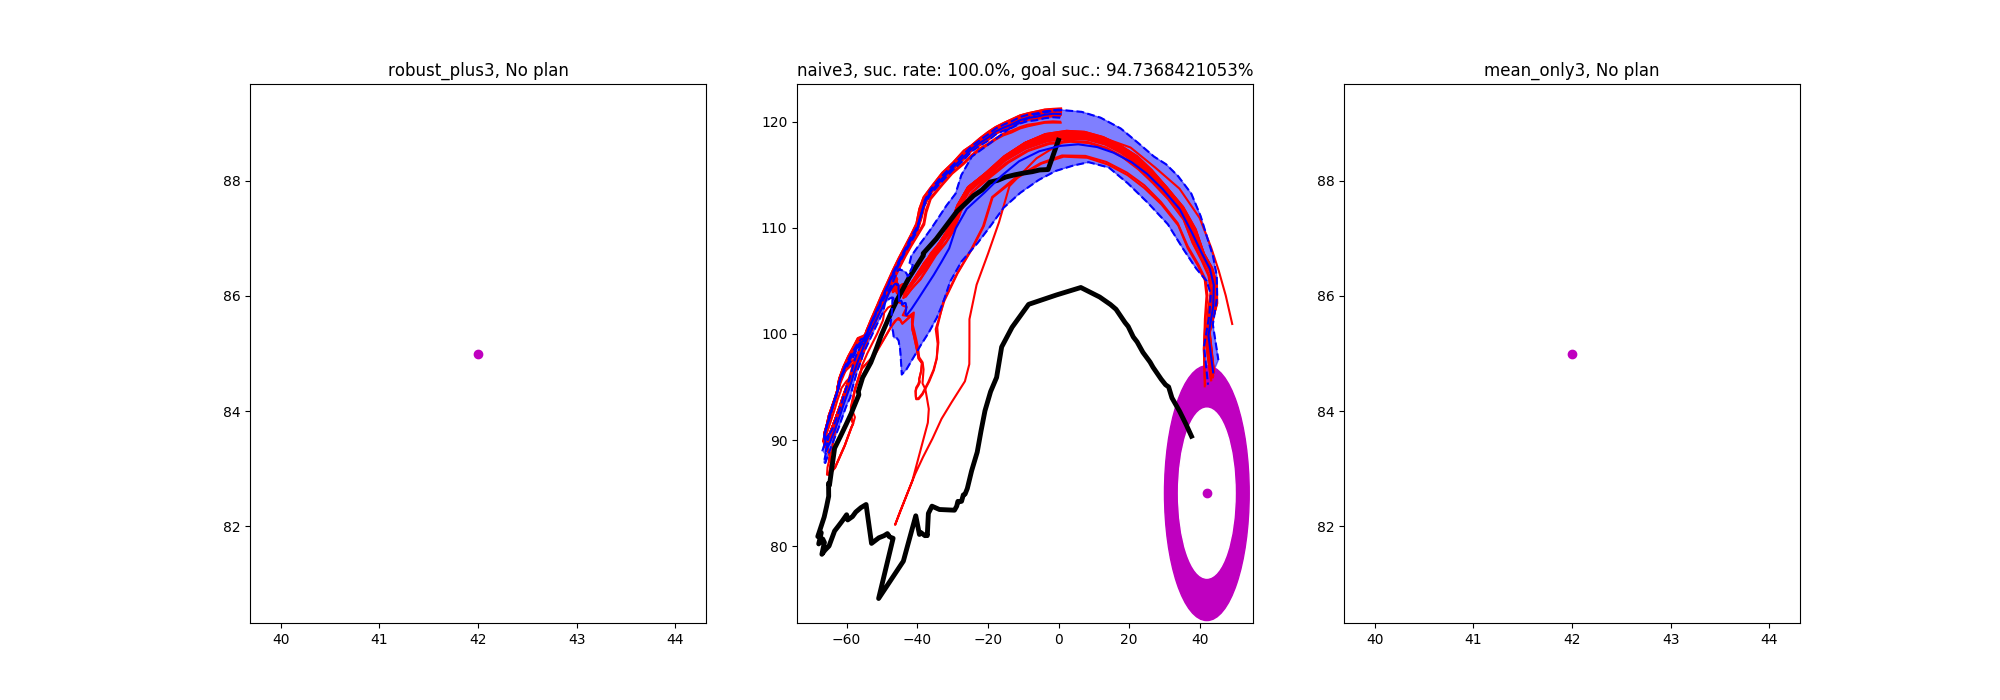 robust_plus3, No plan
88
86
84
82
40 41 42 43 44
naive3, suc. rate: 100.0%, goal suc.: 94.7368421053%
120
110
100
90
80
−60 −40 −20 0 20 40
mean_only3, No plan
88
86
84
82
40 41 42 43 44